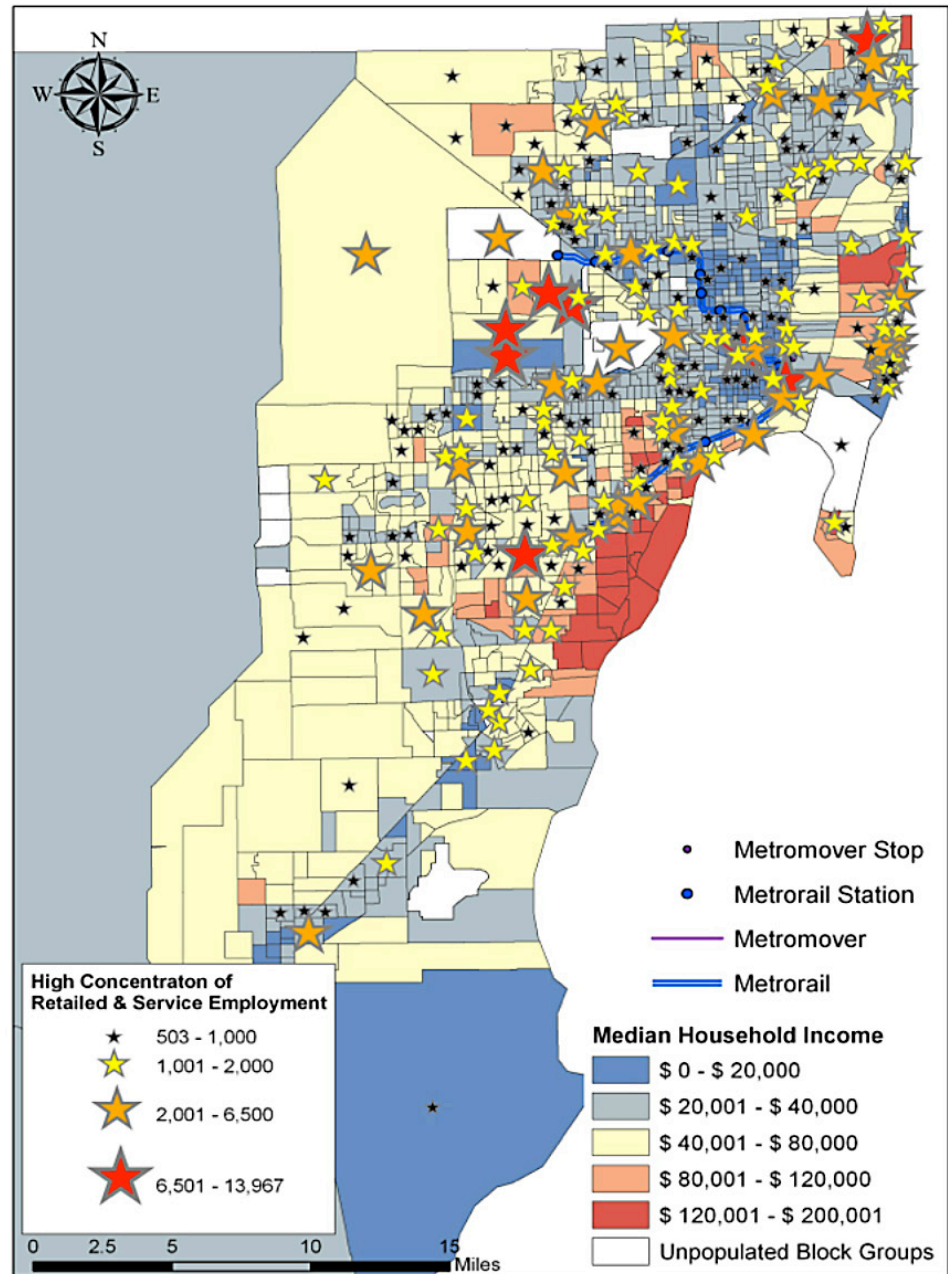 N
W E
S
Metromover Stop
Metrorail Station
Metromover
Metrorail
High Concentraton of
Retailed & Service Employment
503 - 1,000
1,001 - 2,000
2,001 - 6,500
6,501 - 13,967
Median Household Income
$ 0 - $ 20,000
$ 20,001 - $ 40,000
$ 40,001 - $ 80,000
$ 80,001 - $ 120,000
$ 120,001 - $ 200,001
Unpopulated Block Groups
0 2.5 5 10 15
Miles